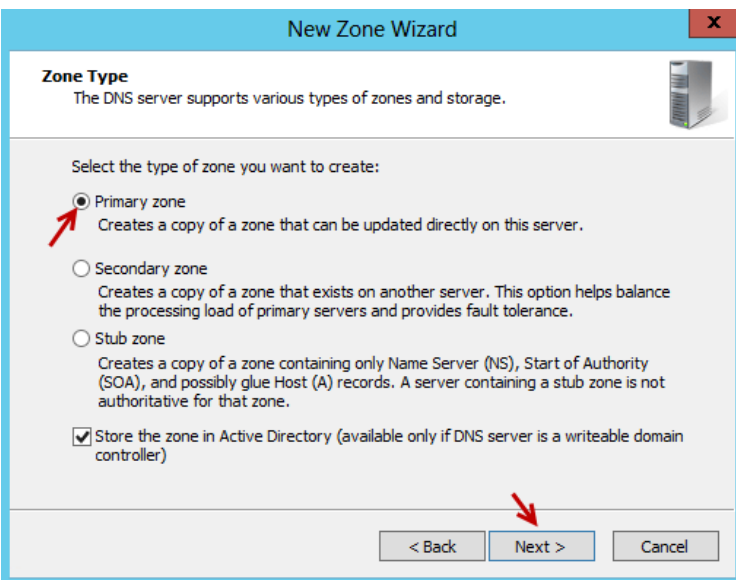 New Zone Wizard
x
Zone Type
The DNS server supports various types of zones and storage.
Select the type of zone you want to create:
Primary zone
Creates a copy of a zone that can be updated directly on this server.
Secondary zone
Creates a copy of a zone that exists on another server. This option helps balance
the processing load of primary servers and provides fault tolerance.
Stub zone
Creates a copy of a zone containing only Name Server (NS), Start of Authority
(SOA), and possibly glue Host (A) records. A server containing a stub zone is not
authoritative for that zone.
Store the zone in Active Directory (available only if DNS server is a writeable domain
controller)
< Back Next > Cancel